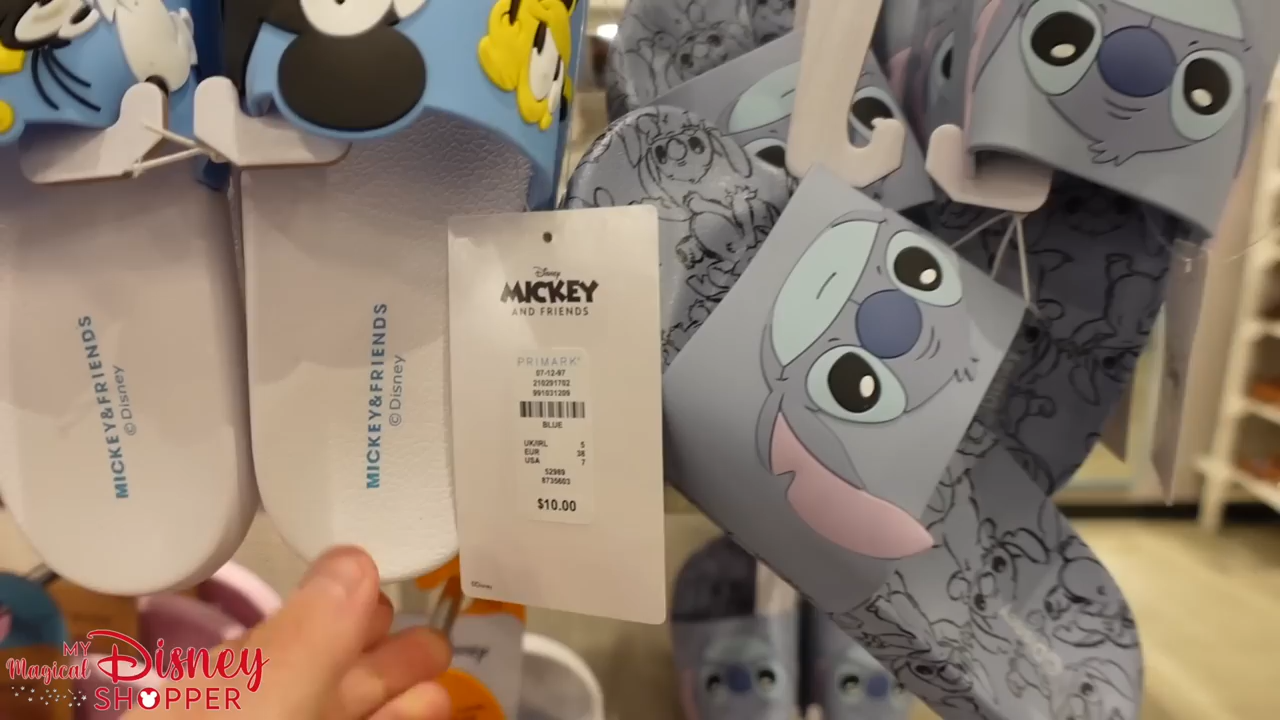 MICKEY&FRIENDS
© Disney
MICKEY&FRIENDS
© Disney
Disney
MICKEY
AND FRIENDS
PRIMARK®
07-12-97
210291702
991031209
BLUE
UK/IRL 5
EUR 38
USA 7
52989
8735603
$10.00
©Disney
MY
Magical DISNEY
SHOPPER